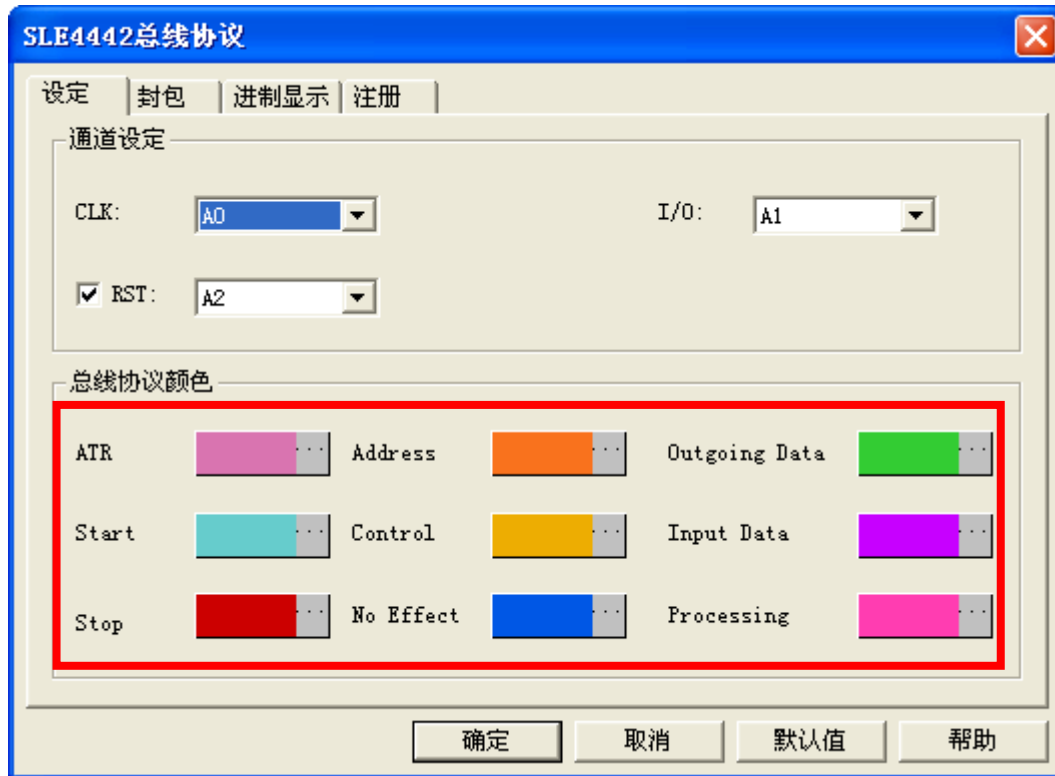 SLE4442总线协议
设定 封包 进制显示 注册
通道设定
CLK: A0 I/O: A1
RST: A2
总线协议颜色
ATR ... Address ... Outgoing Data ...
Start ... Control ... Input Data ...
Stop ... No Effect ... Processing ...
确定 取消 默认值 帮助